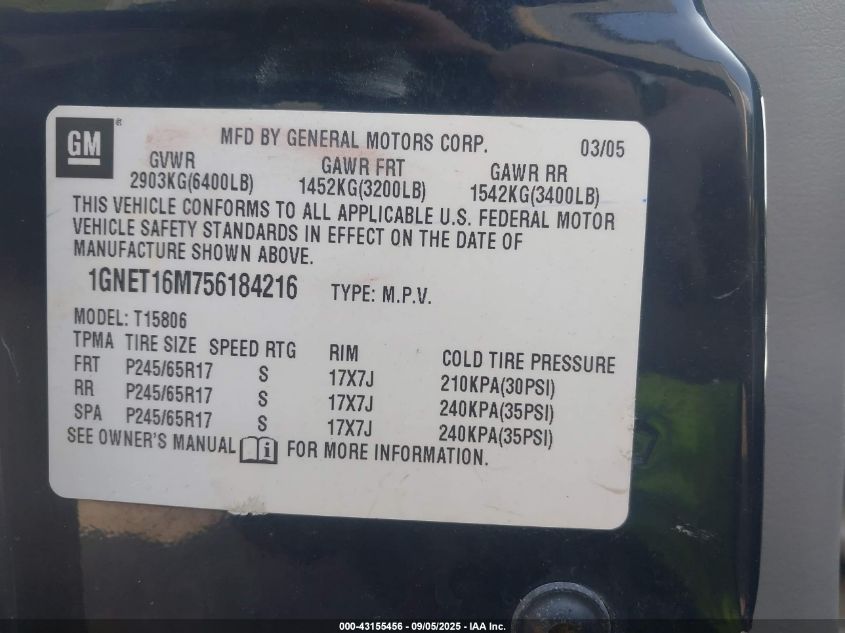 GM®
MFD BY GENERAL MOTORS CORP. 03/05
GVWR GAWR FRT GAWR RR
2903KG(6400LB) 1452KG(3200LB) 1542KG(3400LB)
THIS VEHICLE CONFORMS TO ALL APPLICABLE U.S. FEDERAL MOTOR
VEHICLE SAFETY STANDARDS IN EFFECT ON THE DATE OF
MANUFACTURE SHOWN ABOVE.
1GNET16M756184216 TYPE: M.P.V.
MODEL: T15806
TPMA TIRE SIZE SPEED RTG RIM COLD TIRE PRESSURE
FRT P245/65R17 S 17X7J 210KPA(30PSI)
RR P245/65R17 S 17X7J 240KPA(35PSI)
SPA P245/65R17 S 17X7J 240KPA(35PSI)
SEE OWNER'S MANUAL i FOR MORE INFORMATION.
000-43155456 - 09/05/2025 - IAA Inc.